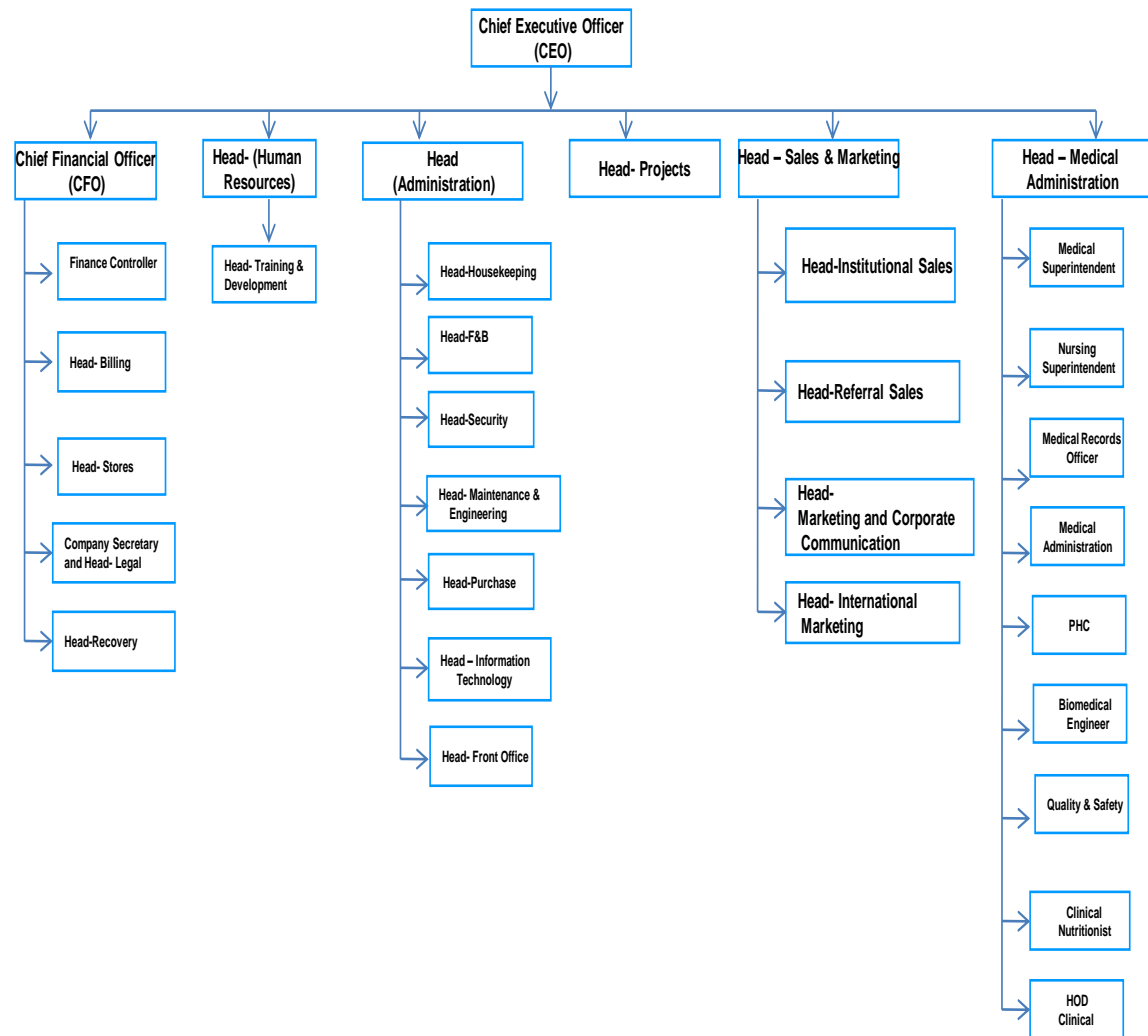 Chief Executive Officer
(CEO)
Chief Financial Officer
(CFO)
Head- (Human
Resources)
Head
(Administration)
Head- Projects
Head – Sales & Marketing
Head – Medical
Administration
Finance Controller
Head- Billing
Head- Stores
Company Secretary
and Head- Legal
Head-Recovery
Head- Training &
Development
Head-Housekeeping
Head-F&B
Head-Security
Head- Maintenance &
Engineering
Head-Purchase
Head – Information
Technology
Head- Front Office
Head-Institutional Sales
Head-Referral Sales
Head-
Marketing and Corporate
Communication
Head- International
Marketing
Medical
Superintendent
Nursing
Superintendent
Medical Records
Officer
Medical
Administration
PHC
Biomedical
Engineer
Quality & Safety
Clinical
Nutritionist
HOD
Clinical